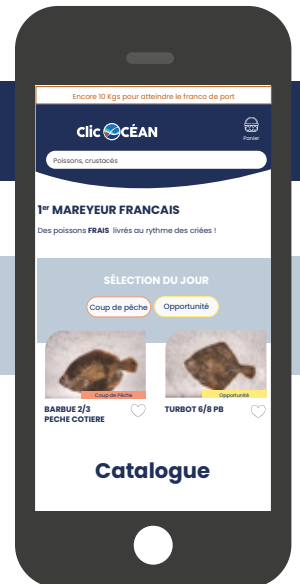 Encore 10 Kgs pour atteindre le franco de port
Clic OCÉAN
Panier
Poissons, crustacés
1er MAREYEUR FRANCAIS
Des poissons FRAIS livrés au rythme des criées !
SÉLECTION DU JOUR
Coup de pêche
Opportunité
Coup de Pêche
Opportunité
BARBUE 2/3
PECHE COTIERE
TURBOT 6/8 PB
Catalogue